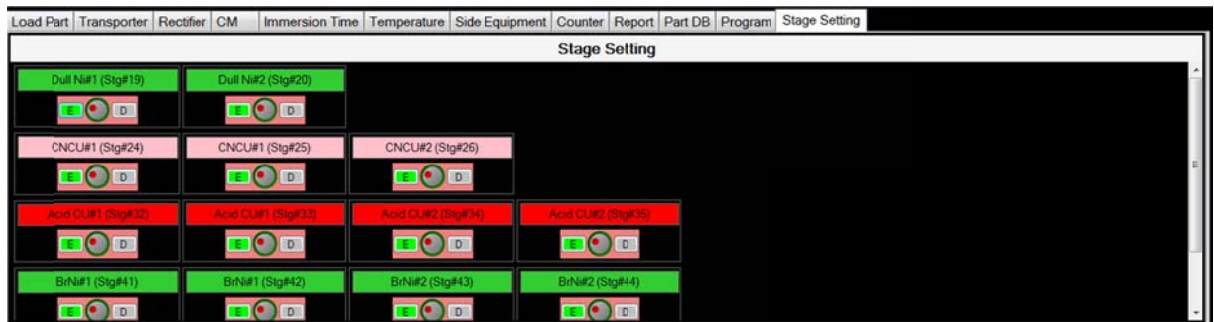 Load Part Transporter Rectifier CM Immersion Time Temperature Side Equipment Counter Report Part DB Program Stage Setting
Stage Setting
Dull Ni#1 (Stg#19) Dull Ni#2 (Stg#20)
E D E D
CNCU#1 (Stg#24) CNCU#1 (Stg#25) CNCU#2 (Stg#26)
E D E D E D
Acid CU#1 (Stg#32) Acid CU#1 (Stg#33) Acid CU#2 (Stg#34) Acid CU#2 (Stg#35)
E D E D E D E D
BrNi#1 (Stg#41) BrNi#1 (Stg#42) BrNi#2 (Stg#43) BrNi#2 (Stg#44)
E D E D E D E D